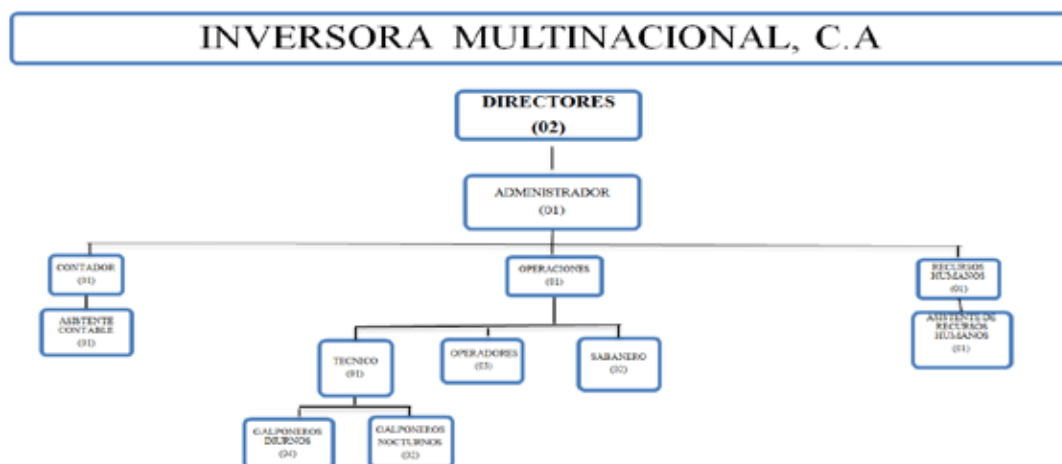 INVERSORA MULTINACIONAL, C.A
DIRECTORES
(02)
ADMINISTRADOR
(01)
CONTADOR
(01)
OPERACIONES
(01)
RECURSOS
HUMANOS
(01)
ASISTENTE
CONTABLE
(01)
ASISTENTE DE
RECURSOS
HUMANOS
(01)
TECNICO
(01)
OPERADORES
(03)
SABANERO
(02)
GALPONEROS
DIURNOS
(04)
GALPONEROS
NOCTURNOS
(02)